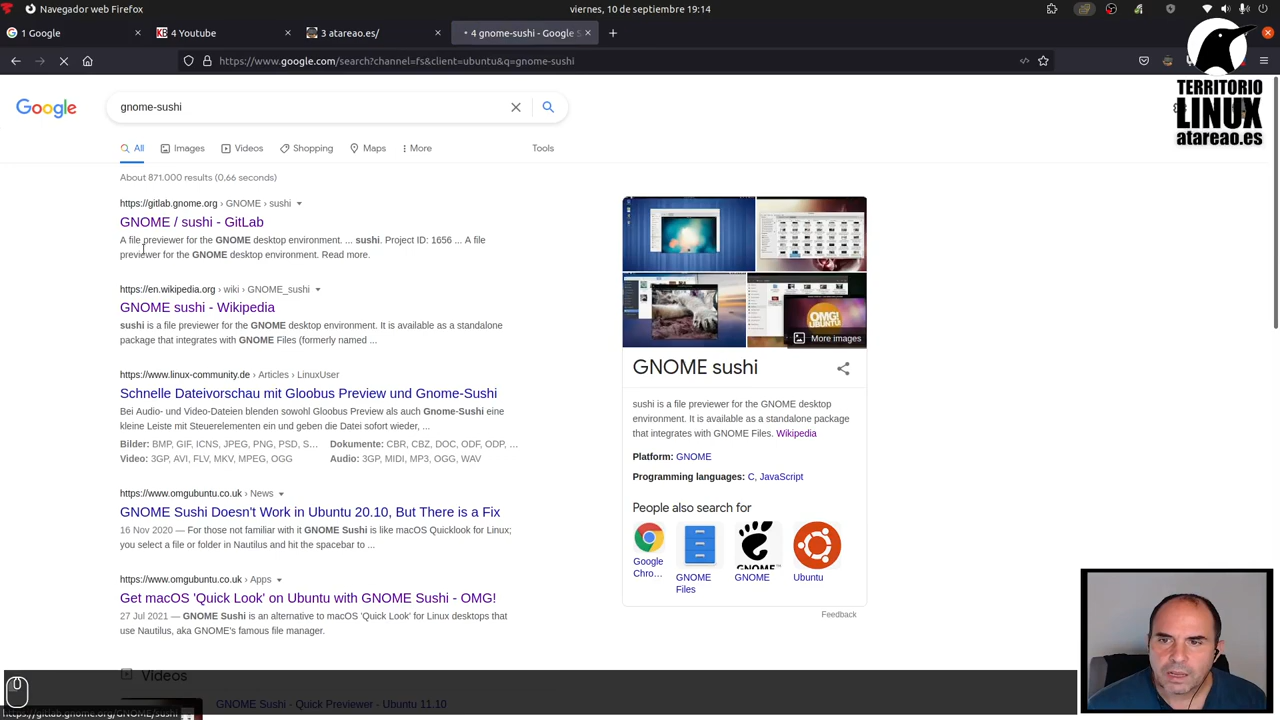 Navegador Firefox
viernes, 10 de septiembre 19:14
1 Google
4 Youtube
3 atareao.es/
4 gnome-sushi - Google S
https://www.google.com/search?channel=fs&client=ubuntu&q=gnome-sushi
TERRITORIO
LINUX
atareao.es
Google
gnome-sushi
All
Images
Videos
Shopping
Maps
More
Tools
About 871.000 results (0,66 seconds)
https://gitlab.gnome.org › GNOME › sushi
GNOME / sushi - GitLab
A file previewer for the GNOME desktop environment. ... sushi. Project ID: 1656 ... A file
previewer for the GNOME desktop environment. Read more.
https://en.wikipedia.org › wiki › GNOME_sushi
GNOME sushi - Wikipedia
sushi is a file previewer for the GNOME desktop environment. It is available as a standalone
package that integrates with GNOME Files (formerly named ...
https://www.linux-community.de › Articles › LinuxUser
Schnelle Dateivorschau mit Gloobus Preview und Gnome-Sushi
Bei Audio- und Video-Dateien blenden sowohl Gloobus Preview als auch Gnome-Sushi eine
kleine Leiste mit Steuerelementen ein und geben die Datei sofort wieder, ...
Bilder: BMP, GIF, ICNS, JPEG, PNG, PSD, S…
Dokumente: CBR, CBZ, DOC, ODF, ODP, …
Video: 3GP, AVI, FLV, MKV, MPEG, OGG
Audio: 3GP, MIDI, MP3, OGG, WAV
https://www.omgubuntu.co.uk › News
GNOME Sushi Doesn't Work in Ubuntu 20.10, But There is a Fix
16 Nov 2020 — For those not familiar with it GNOME Sushi is like macOS Quicklook for Linux;
you select a file or folder in Nautilus and hit the spacebar to ...
https://www.omgubuntu.co.uk › Apps
Get macOS 'Quick Look' on Ubuntu with GNOME Sushi - OMG!
27 Jul 2021 — GNOME Sushi is an alternative to macOS 'Quick Look' for Linux desktops that
use Nautilus, aka GNOME's famous file manager.
Videos
GNOME Sushi - Quick Previewer - Ubuntu 11.10
https://gitlab.gnome.org/GNOME/sushi
OMG!
UBUNTU!
More images
GNOME sushi
sushi is a file previewer for the GNOME desktop
environment. It is available as a standalone package
that integrates with GNOME Files. Wikipedia
Platform: GNOME
Programming languages: C, JavaScript
People also search for
Google
Chro…
GNOME
Files
GNOME™
GNOME
Ubuntu
Feedback